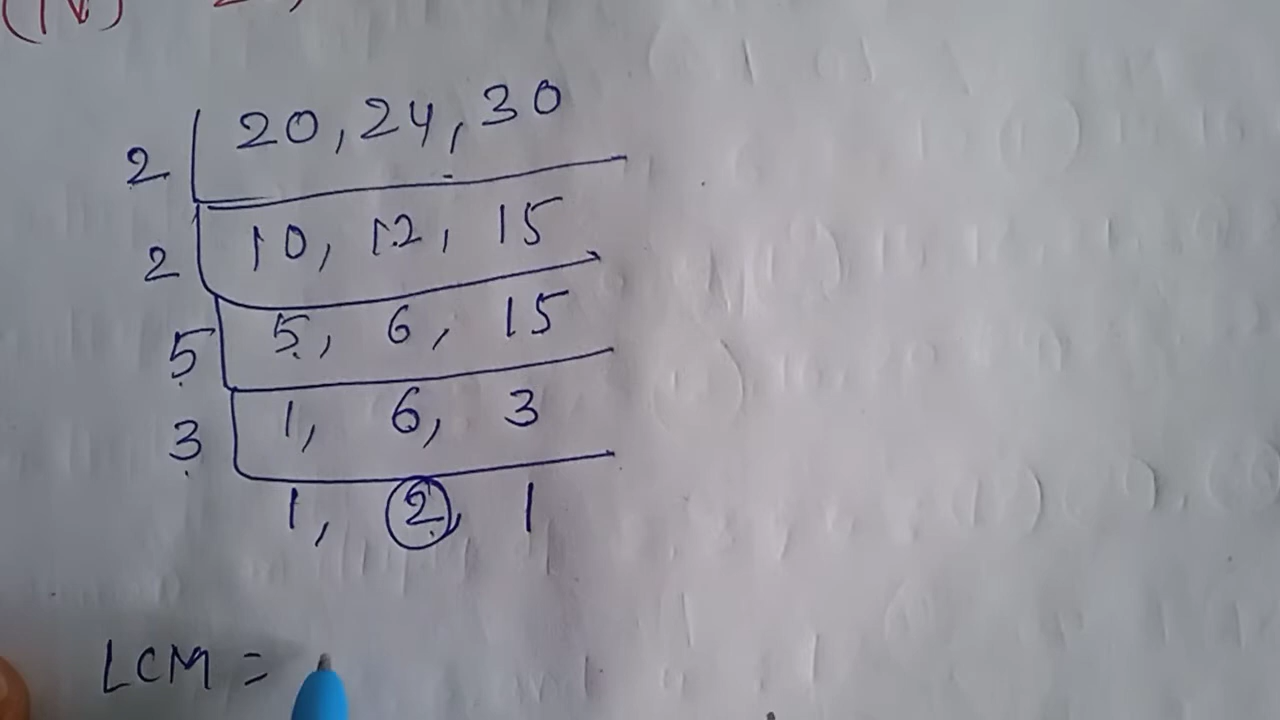 (IV)
2 20, 24, 30
2 10, 12, 15
5 5, 6, 15
3 1, 6, 3
1, 2, 1
LCM =